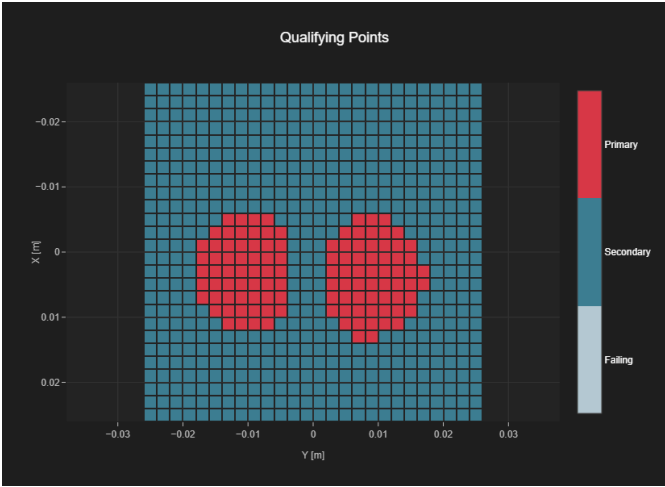 Qualifying Points
−0.02
−0.01
0
0.01
0.02
X [m]
−0.03
−0.02
−0.01
0
0.01
0.02
0.03
Y [m]
Primary
Secondary
Failing